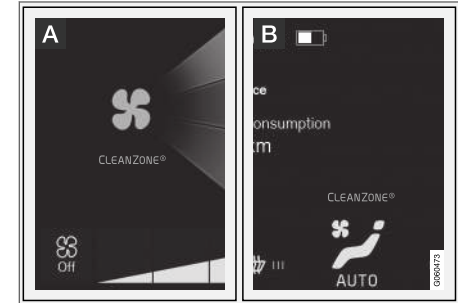 A
CLEANZONE®
Off
B
ce
onsumption
km
CLEANZONE®
AUTO
G060473